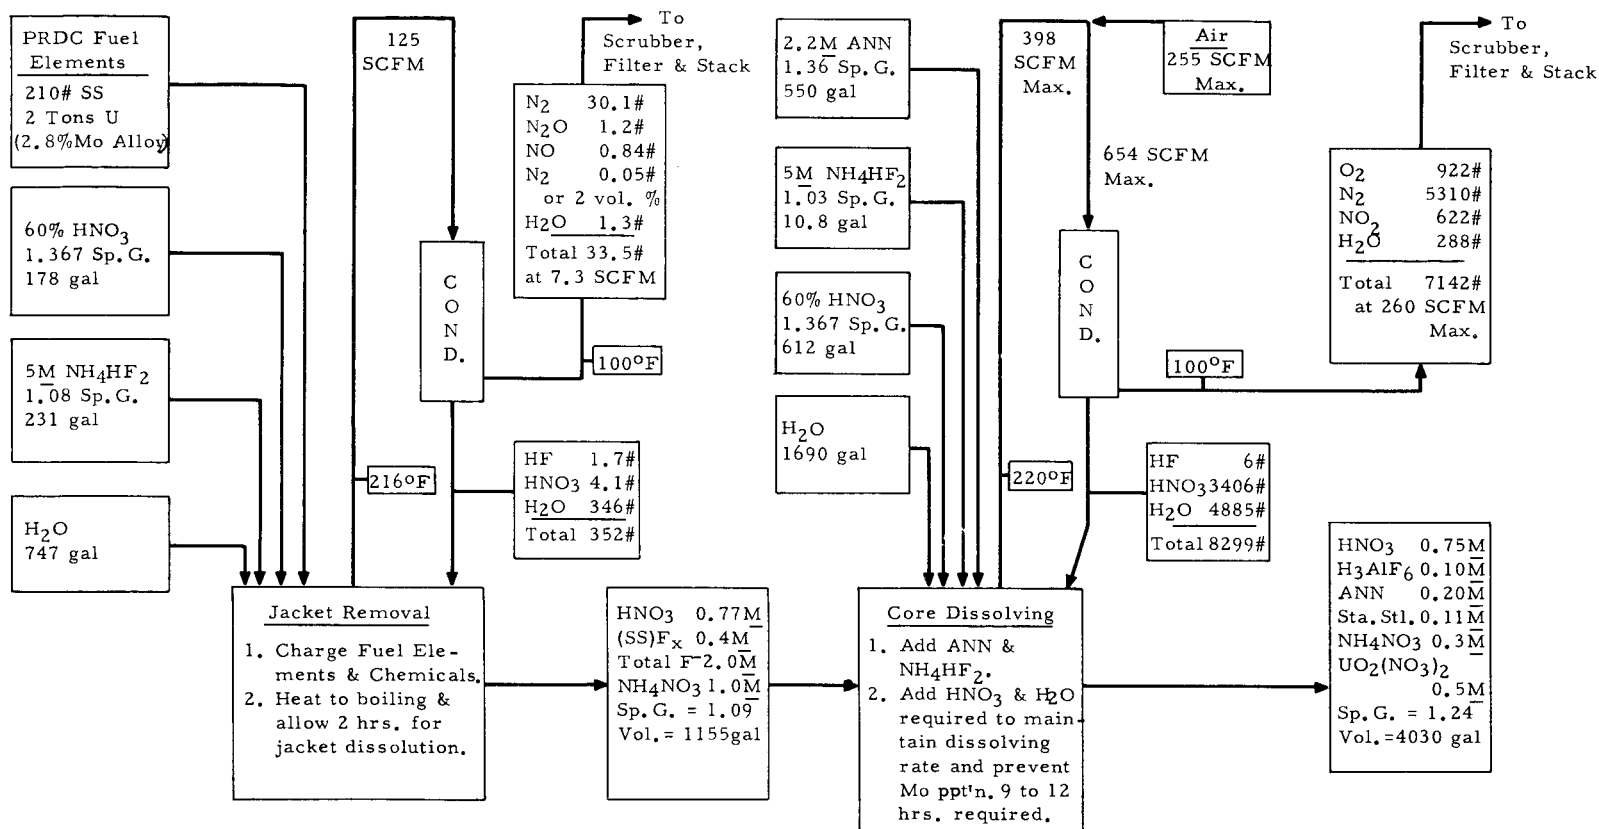 PRDC Fuel
Elements
210# SS
2 Tons U
(2.8%Mo Alloy)
60% HNO3
1.367 Sp.G.
178 gal
5M NH4HF2
1.08 Sp.G.
231 gal
H2O
747 gal
125
SCFM
C
O
N
D.
216°F
To
Scrubber,
Filter & Stack
N2 30.1#
N2O 1.2#
NO 0.84#
N2 0.05#
or 2 vol. %
H2O 1.3#
Total 33.5#
at 7.3 SCFM
100°F
HF 1.7#
HNO3 4.1#
H2O 346#
Total 352#
Jacket Removal
1. Charge Fuel Ele-
ments & Chemicals.
2. Heat to boiling &
allow 2 hrs. for
jacket dissolution.
HNO3 0.77M
(SS)Fx 0.4M
Total F-2.0M
NH4NO3 1.0M
Sp.G. = 1.09
Vol.= 1155gal
2.2M ANN
1.36 Sp.G.
550 gal
5M NH4HF2
1.03 Sp.G.
10.8 gal
60% HNO3
1.367 Sp.G.
612 gal
H2O
1690 gal
398
SCFM
Max.
Air
255 SCFM
Max.
654 SCFM
Max.
C
O
N
D.
220°F
To
Scrubber,
Filter & Stack
O2 922#
N2 5310#
NO2 622#
H2O 288#
Total 7142#
at 260 SCFM
Max.
100°F
HF 6#
HNO3 3406#
H2O 4885#
Total 8299#
Core Dissolving
1. Add ANN &
NH4HF2.
2. Add HNO3 & H2O
required to main-
tain dissolving
rate and prevent
Mo ppt'n. 9 to 12
hrs. required.
HNO3 0.75M
H3AlF6 0.10M
ANN 0.20M
Sta.Stl. 0.11M
NH4NO3 0.3M
UO2(NO3)2
0.5M
Sp.G. = 1.24
Vol.=4030 gal